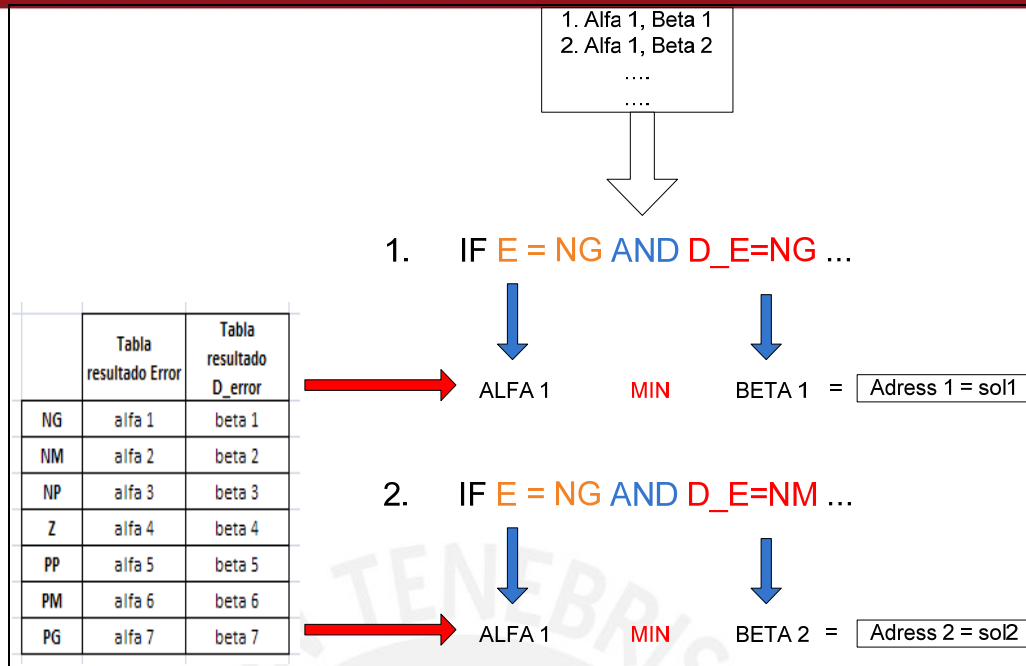 1. Alfa 1, Beta 1
2. Alfa 1, Beta 2
....
....
1. IF E = NG AND D_E=NG ...
ALFA 1 MIN BETA 1 = Adress 1 = sol1
2. IF E = NG AND D_E=NM ...
ALFA 1 MIN BETA 2 = Adress 2 = sol2
Tabla resultado Error
Tabla resultado D_error
NG alfa 1 beta 1
NM alfa 2 beta 2
NP alfa 3 beta 3
Z alfa 4 beta 4
PP alfa 5 beta 5
PM alfa 6 beta 6
PG alfa 7 beta 7
TENEBRIS